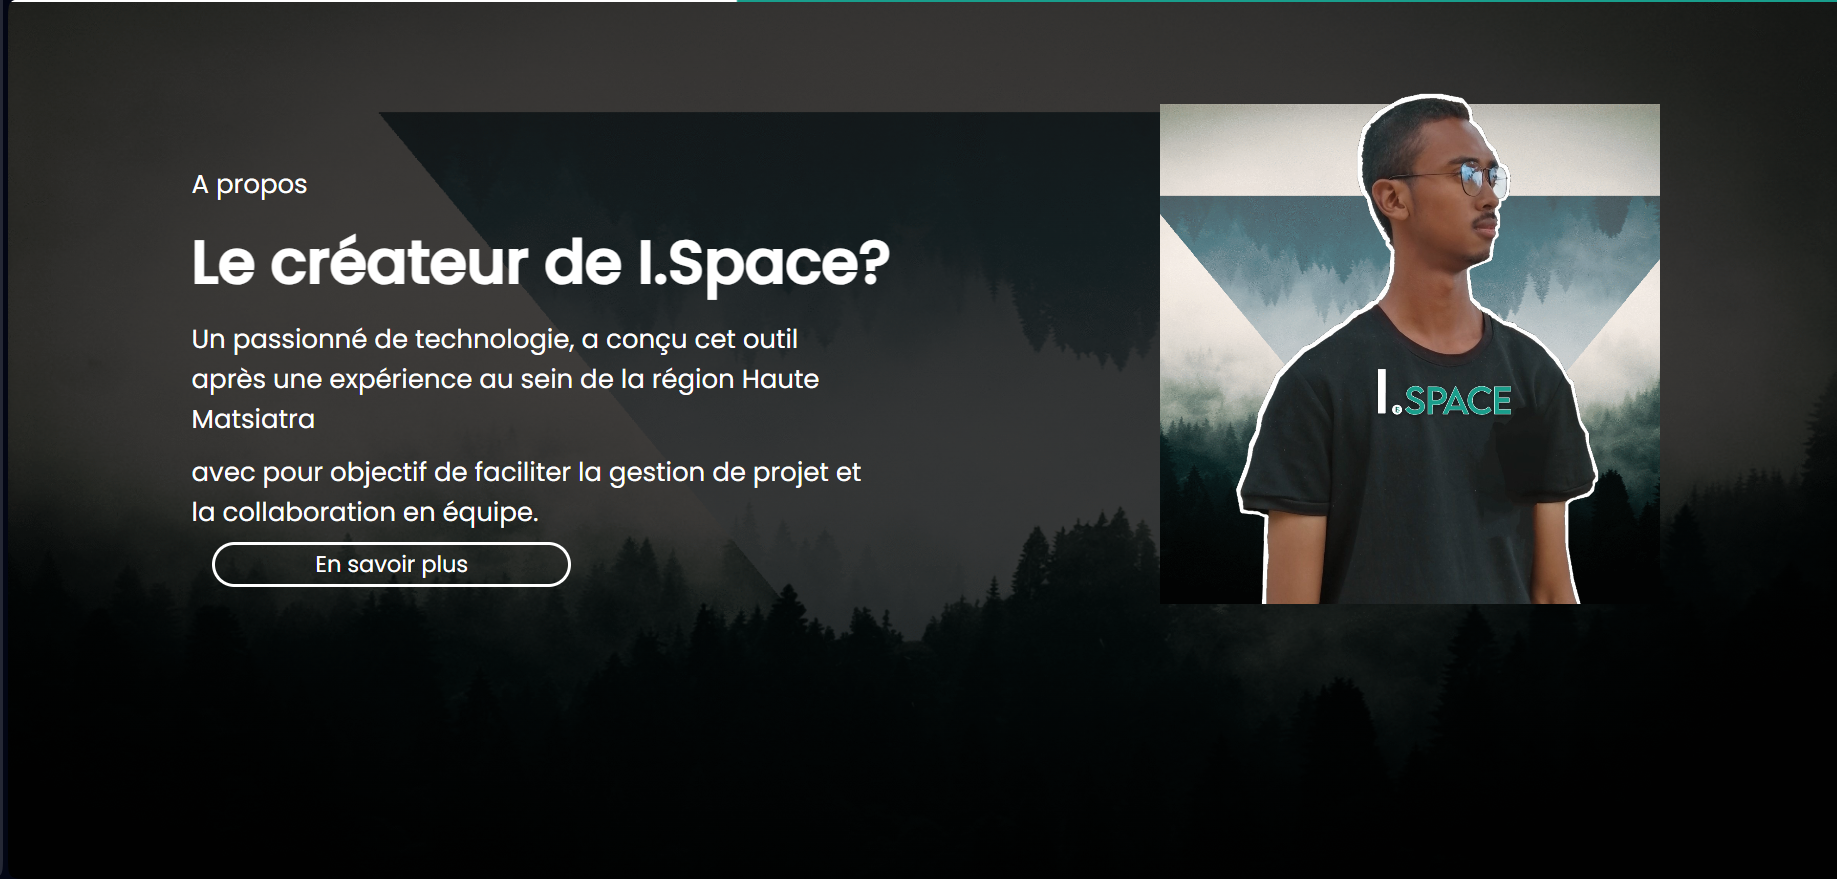 A propos
Le créateur de I.Space?
Un passionné de technologie, a conçu cet outil
après une expérience au sein de la région Haute
Matsiatra
avec pour objectif de faciliter la gestion de projet et
la collaboration en équipe.
En savoir plus
I.SPACE